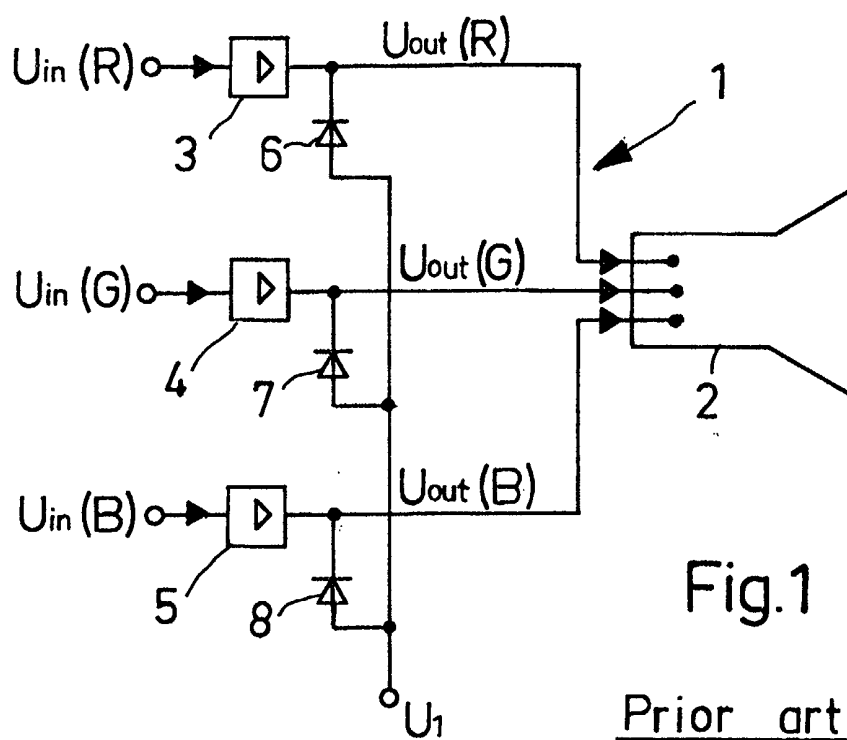 Uin (R)
Uout (R)
1
3
6
Uin (G)
Uout (G)
4
7
2
Uin (B)
Uout (B)
5
8
Fig.1
U1
Prior art